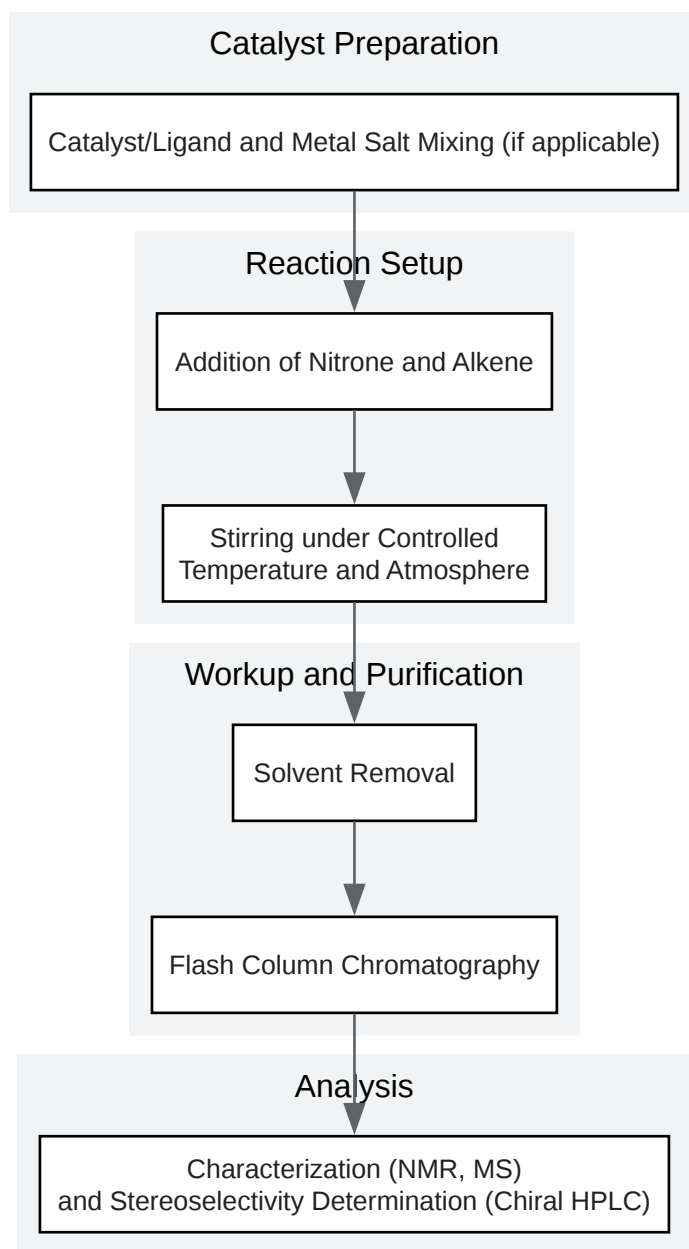 Catalyst Preparation
Catalyst/Ligand and Metal Salt Mixing (if applicable)
Reaction Setup
Addition of Nitrone and Alkene
Stirring under Controlled
Temperature and Atmosphere
Workup and Purification
Solvent Removal
Flash Column Chromatography
Analysis
Characterization (NMR, MS)
and Stereoselectivity Determination (Chiral HPLC)